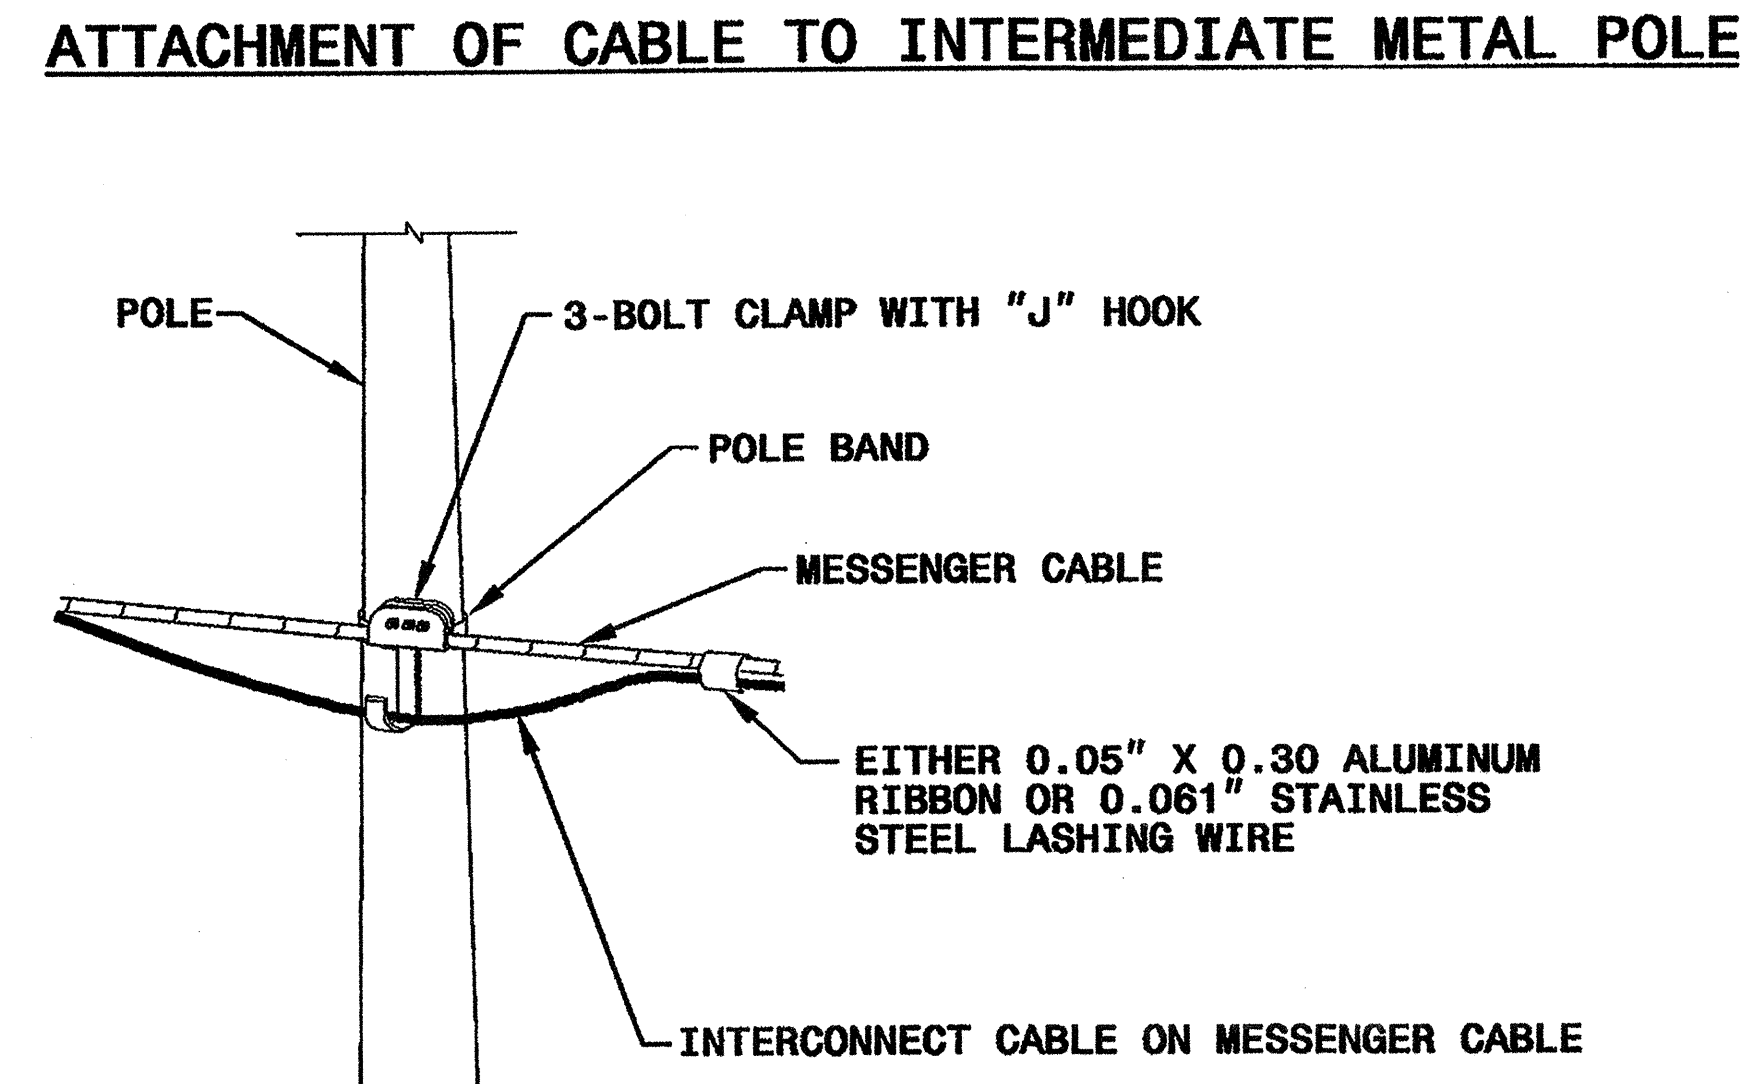 ATTACHMENT OF CABLE TO INTERMEDIATE METAL POLE
POLE
3-BOLT CLAMP WITH "J" HOOK
POLE BAND
MESSENGER CABLE
EITHER 0.05" X 0.30 ALUMINUM
RIBBON OR 0.061" STAINLESS
STEEL LASHING WIRE
INTERCONNECT CABLE ON MESSENGER CABLE